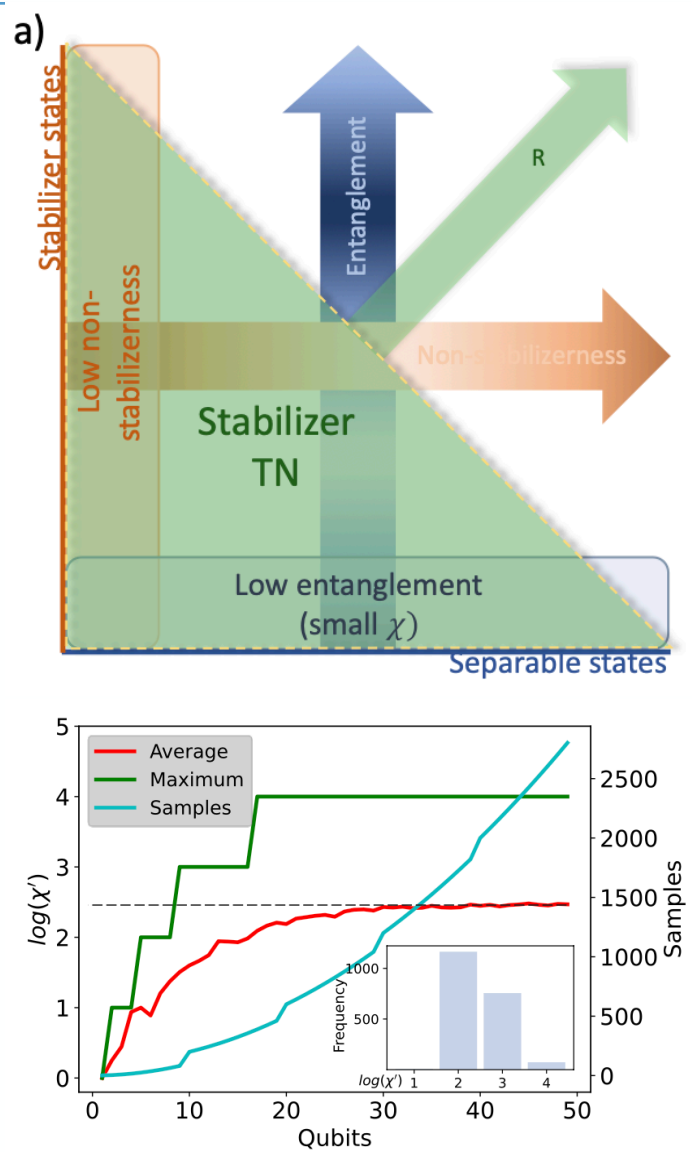 a)
Stabilizer states
Entanglement
R
Low non-
stabilizerness
Non-stabilizerness
Stabilizer
TN
Low entanglement
(small χ)
Separable states
5
4
3
2
1
0
log(χ')
Average
Maximum
Samples
2500
2000
1500
1000
500
0
Samples
1000
500
Frequency
log(χ') 1 2 3 4
0 10 20 30 40 50
Qubits